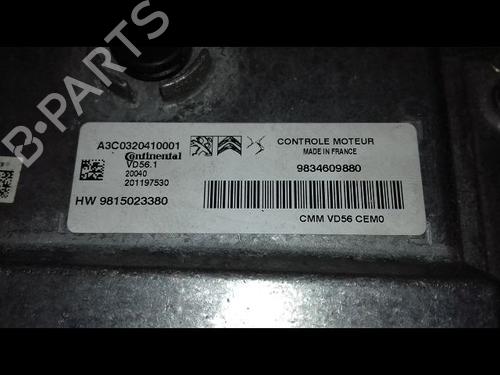 B-PARTS
A3C0320410001
Continental
VD56.1
20040
201197530
HW 9815023380
CONTROLE MOTEUR
MADE IN FRANCE
9834609880
CMM VD56 CEM0